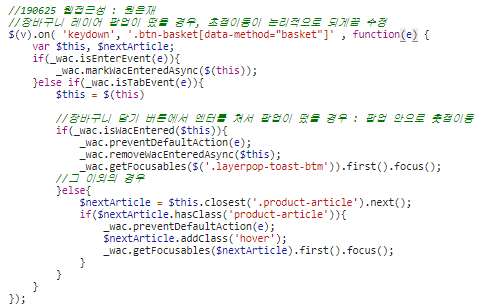 //190625 웹접근성 : 원종재
//장바구니 레이어 팝업이 떴을 경우, 초점이동이 논리적으로 되게끔 수정
$(v).on( 'keydown', '.btn-basket[data-method="basket"]' , function(e) {
var $this, $nextArticle;
if(_wac.isEnterEvent(e)){
_wac.markWacEnteredAsync($(this));
}else if(_wac.isTabEvent(e)){
$this = $(this)
//장바구니 담기 버튼에서 엔터를 쳐서 팝업이 떴을 경우 : 팝업 안으로 촛점이동
if(_wac.isWacEntered($this)){
_wac.preventDefaultAction(e);
_wac.removeWacEnteredAsync($this);
_wac.getFocusables($('.layerpop-toast-btm')).first().focus();
//그 이외의 경우
}else{
$nextArticle = $this.closest('.product-article').next();
if($nextArticle.hasClass('product-article')){
_wac.preventDefaultAction(e);
$nextArticle.addClass('hover');
_wac.getFocusables($nextArticle).first().focus();
}
}
}
});